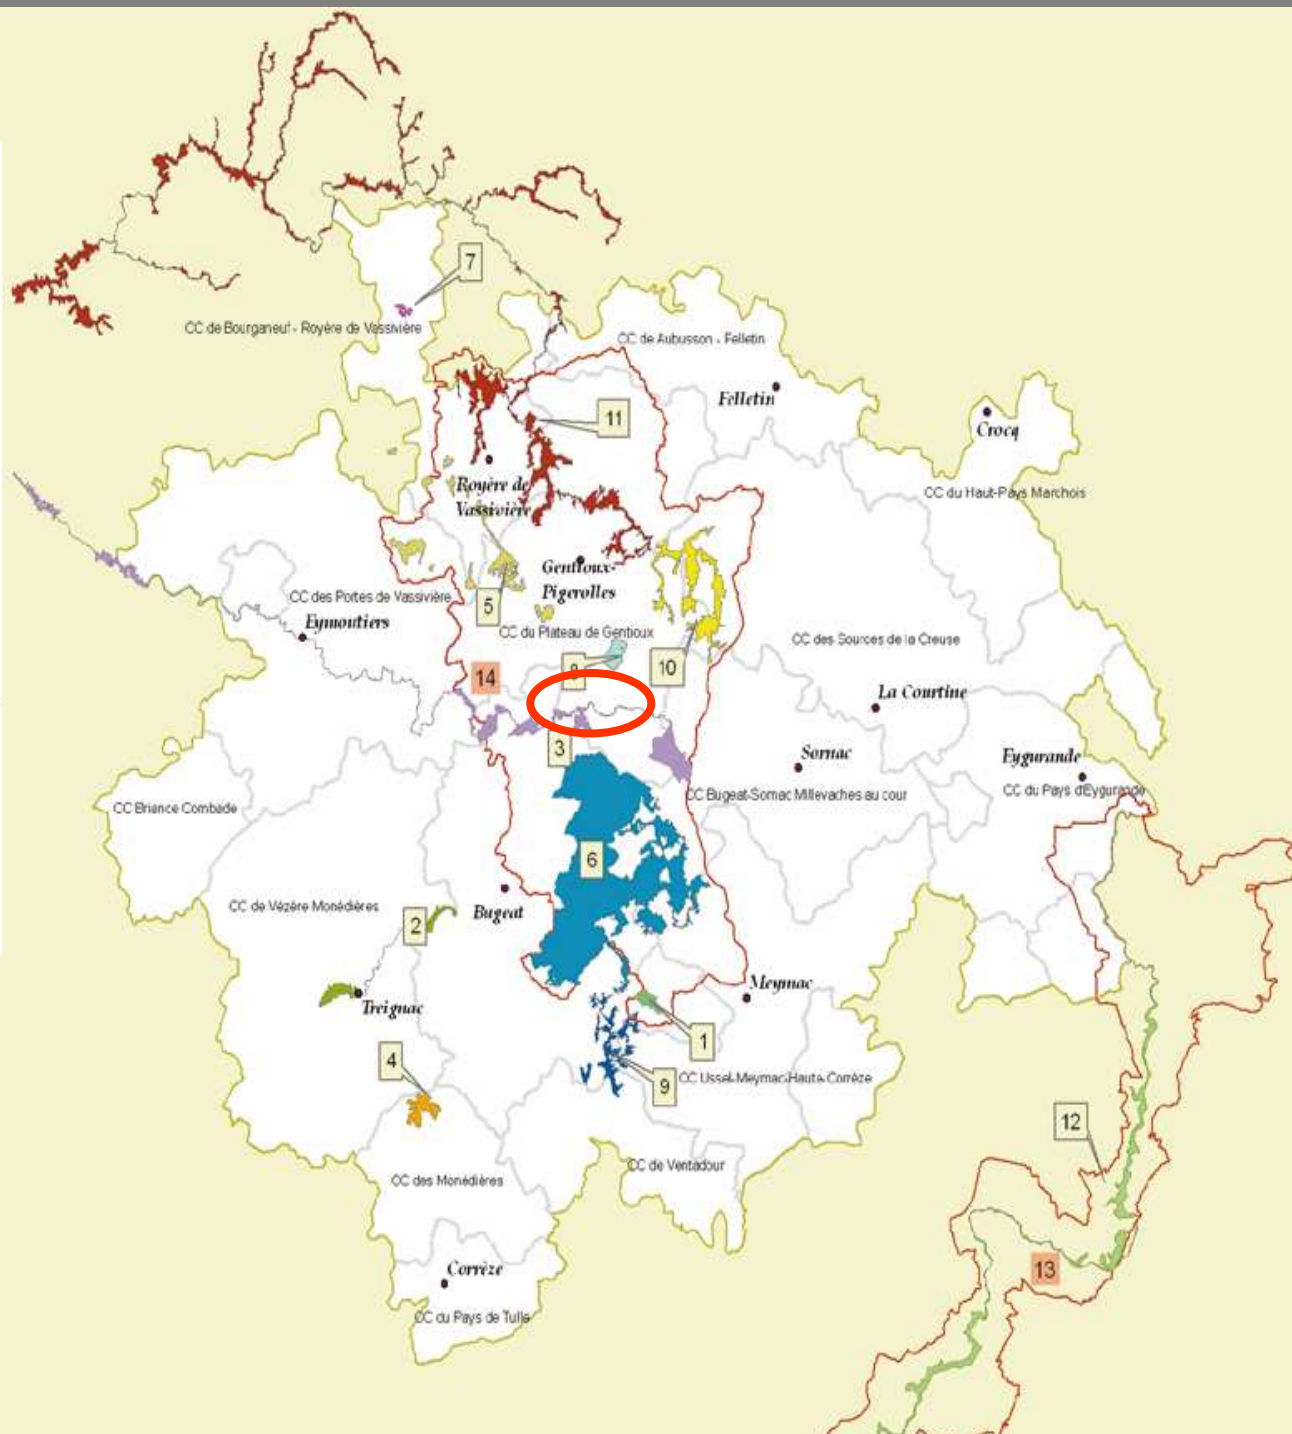 7
CC de Bourganeuf - Royère de Vassivière
CC de Aubusson - Felletin
Felletin
Crocq
11
Royère de
Vassivière
CC du Haut-Pays Marchois
Gentioux-
Pigerolles
CC des Portes de Vassivière
5
Eymoutiers
CC du Plateau de Gentioux
CC des Sources de la Creuse
8
10
14
La Courtine
3
Sornac
Eygurande
CC du Pays d'Eygurande
CC Bugeat-Sornac Millevaches au cour
CC Briance Combade
6
CC de Vézère Monédières
Bugeat
2
Meymac
Treignac
1
4
9
CC Ussel-Meymac-Haute-Corrèze
12
CC de Ventadour
CC des Monédières
Corrèze
13
CC du Pays de Tulle